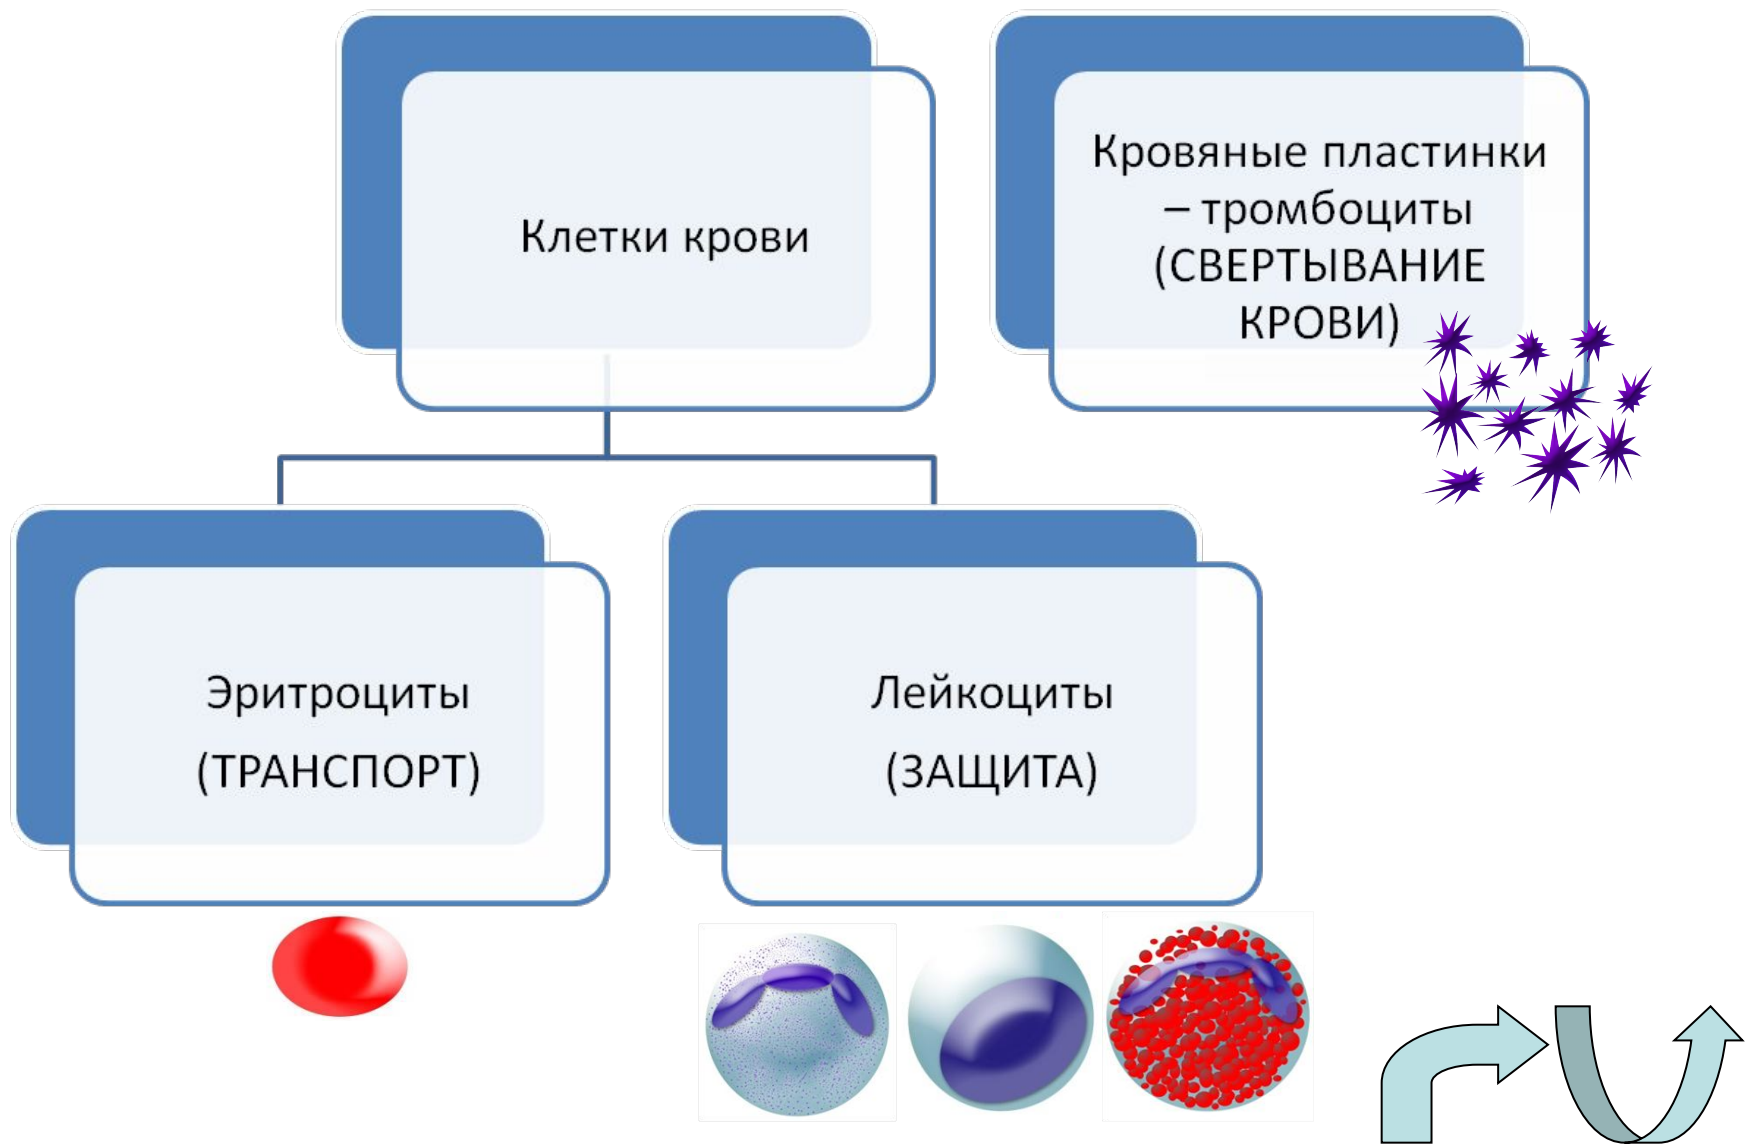 Клетки крови
Кровяные пластинки
– тромбоциты
(СВЕРТЫВАНИЕ
КРОВИ)
Эритроциты
(ТРАНСПОРТ)
Лейкоциты
(ЗАЩИТА)